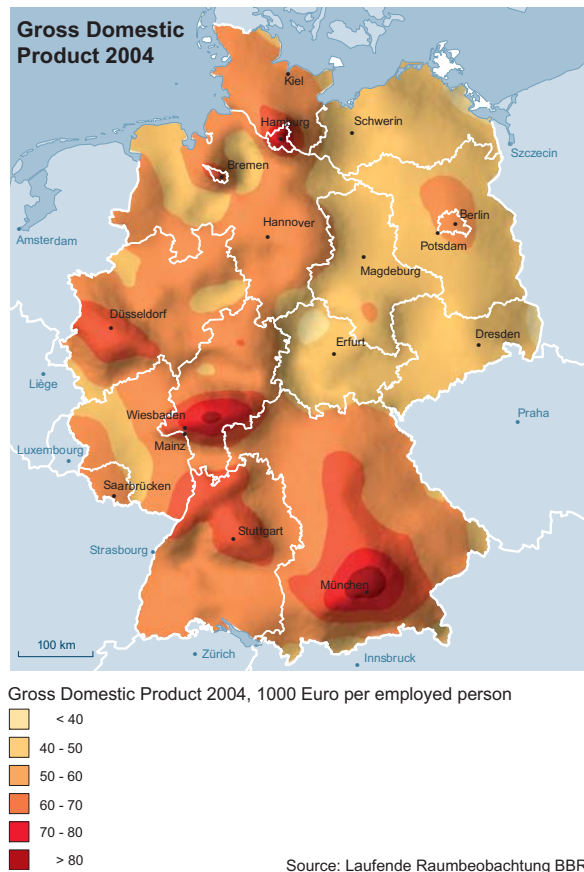 Gross Domestic
Product 2004
Kiel
Hamburg
Schwerin
Szczecin
Bremen
Berlin
Hannover
Potsdam
Amsterdam
Magdeburg
Düsseldorf
Dresden
Erfurt
Liège
Wiesbaden
Praha
Mainz
Luxembourg
Saarbrücken
Stuttgart
Strasbourg
München
100 km
Zürich
Innsbruck
Gross Domestic Product 2004, 1000 Euro per employed person
< 40
40 - 50
50 - 60
60 - 70
70 - 80
> 80
Source: Laufende Raumbeobachtung BBR